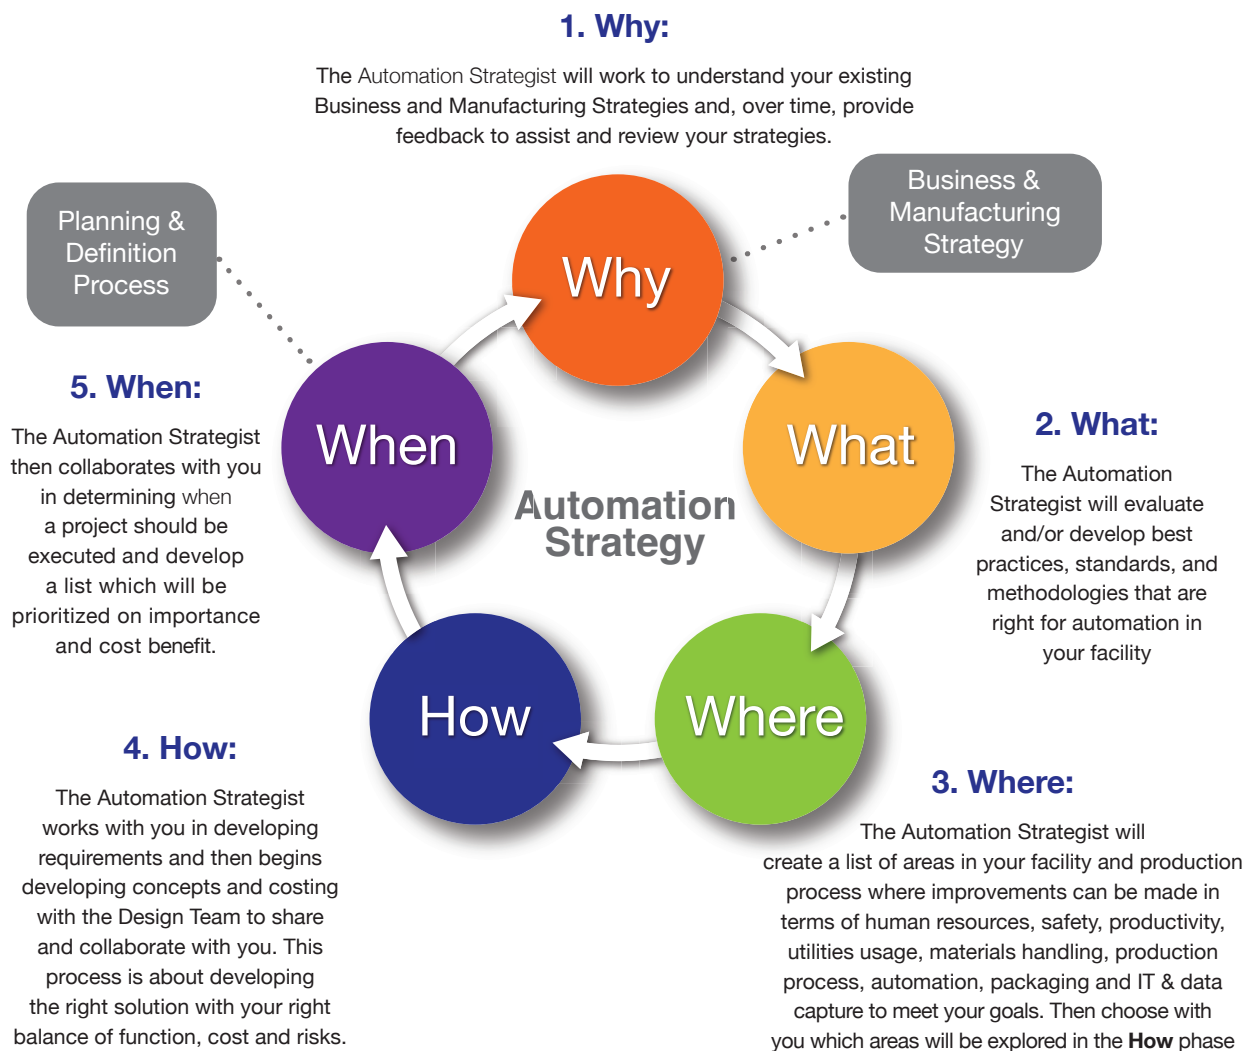 1. Why:
The Automation Strategist will work to understand your existing
Business and Manufacturing Strategies and, over time, provide
feedback to assist and review your strategies.
Planning &
Definition
Process
Business &
Manufacturing
Strategy
Why
What
Where
How
When
Automation
Strategy
2. What:
The Automation
Strategist will evaluate
and/or develop best
practices, standards, and
methodologies that are
right for automation in
your facility
3. Where:
The Automation Strategist will
create a list of areas in your facility and production
process where improvements can be made in
terms of human resources, safety, productivity,
utilities usage, materials handling, production
process, automation, packaging and IT & data
capture to meet your goals. Then choose with
you which areas will be explored in the How phase
4. How:
The Automation Strategist
works with you in developing
requirements and then begins
developing concepts and costing
with the Design Team to share
and collaborate with you. This
process is about developing
the right solution with your right
balance of function, cost and risks.
5. When:
The Automation Strategist
then collaborates with you
in determining when
a project should be
executed and develop
a list which will be
prioritized on importance
and cost benefit.